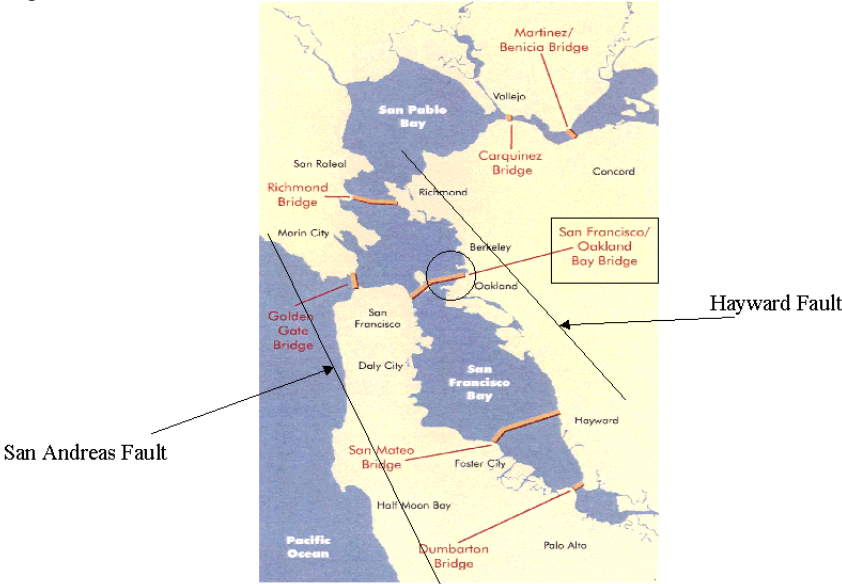 Martinez/
Benicia Bridge
Vallejo
San Pablo
Bay
Carquinez
Bridge
Concord
San Rafael
Richmond
Bridge
Richmond
Marin City
Berkeley
San Francisco/
Oakland
Bay Bridge
Oakland
Hayward Fault
Golden
Gate
Bridge
San
Francisco
Daly City
San
Francisco
Bay
Hayward
San Andreas Fault
San Mateo
Bridge
Foster City
Half Moon Bay
Pacific
Ocean
Dumbarton
Bridge
Palo Alto